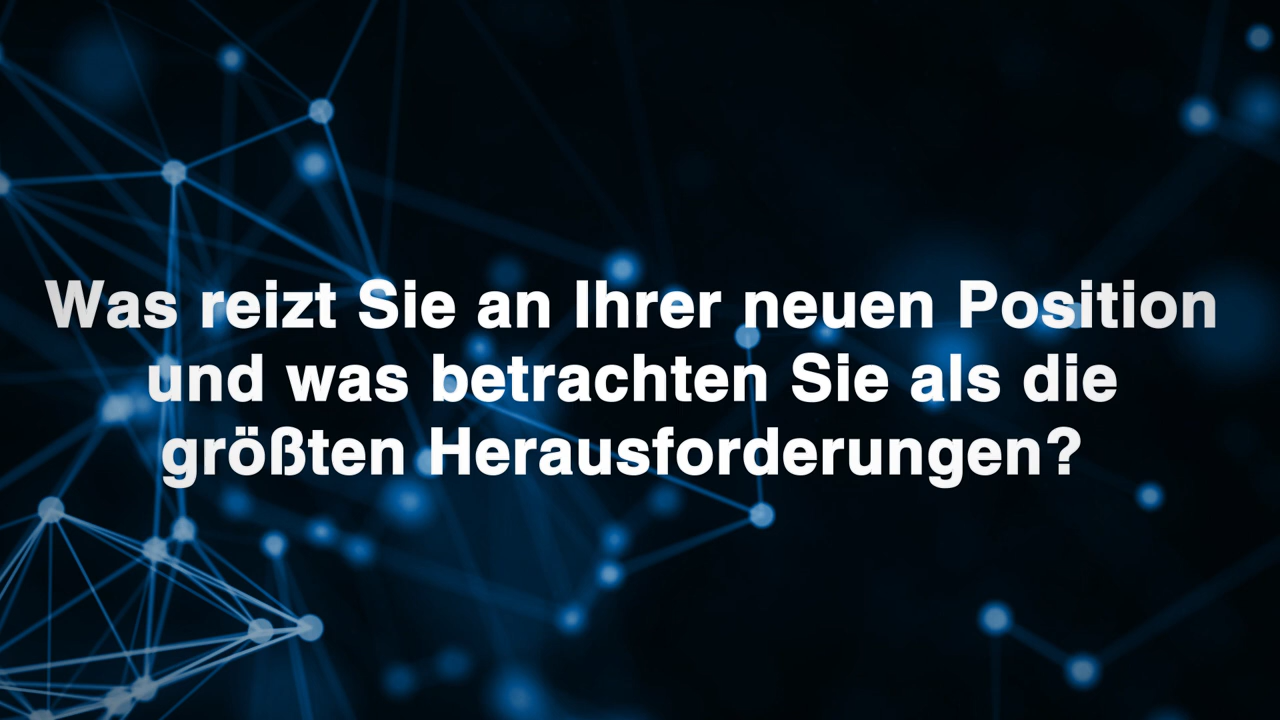 Was reizt Sie an Ihrer neuen Position
und was betrachten Sie als die
größten Herausforderungen?